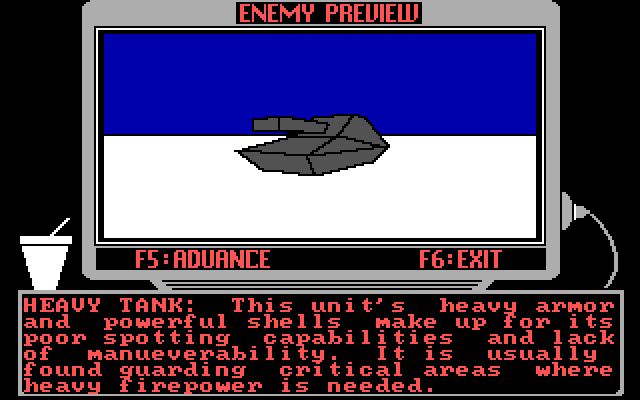 ENEMY PREVIEW
F5:ADVANCE F6:EXIT
HEAVY TANK: This unit's heavy armor
and powerful shells make up for its
poor spotting capabilities and lack
of manueverability. It is usually
found guarding critical areas where
heavy firepower is needed.